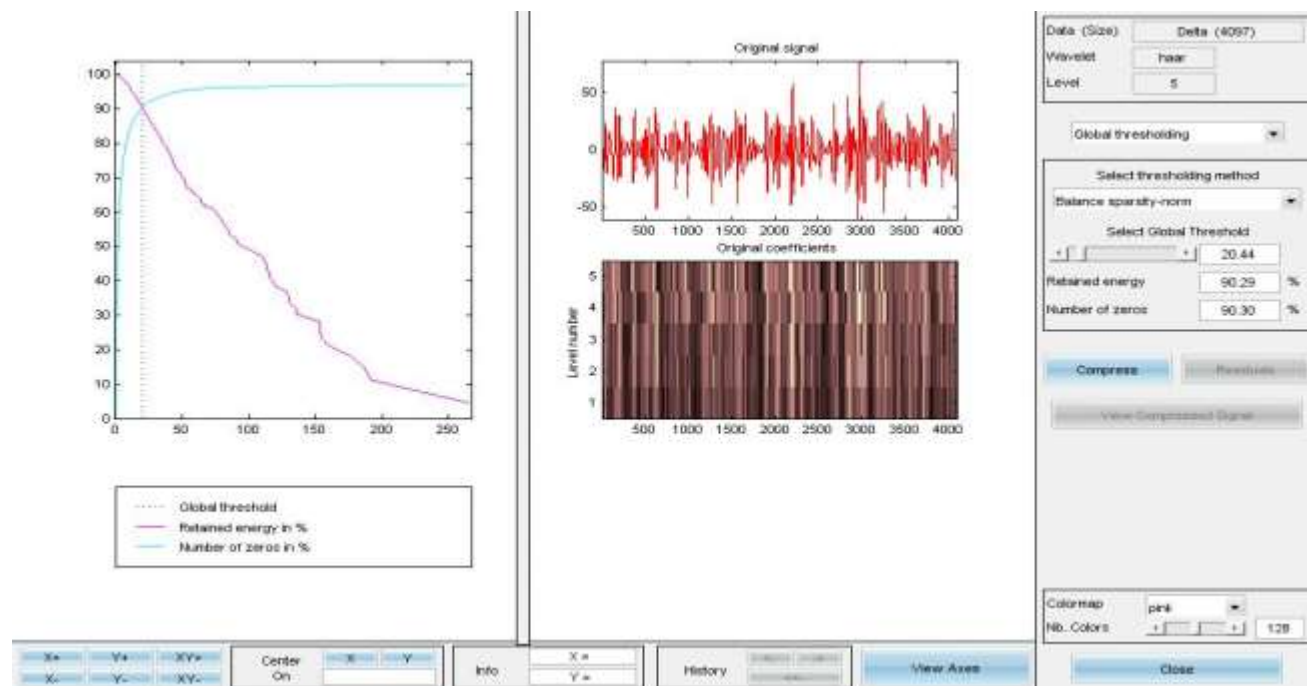 100
90
80
70
60
50
40
30
20
10
0
0 50 100 150 200 250
Global threshold
Retained energy in %
Number of zeros in %
Original signal
50
0
-50
500 1000 1500 2000 2500 3000 3500 4000
Original coefficients
Level number
5
4
3
2
1
500 1000 1500 2000 2500 3000 3500 4000
Data (Size) Delta (4097)
Wavelet haar
Level 5
Global thresholding
Select thresholding method
Balance sparsity-norm
Select Global Threshold
20.44
Retained energy 90.29 %
Number of zeros 90.30 %
Compress Residuals
View Compressed Signal
Colormap pink
Nb. Colors 128
X+ Y+ XY+
X- Y- XY-
Center On X Y
Info X = Y =
History
View Axes
Close